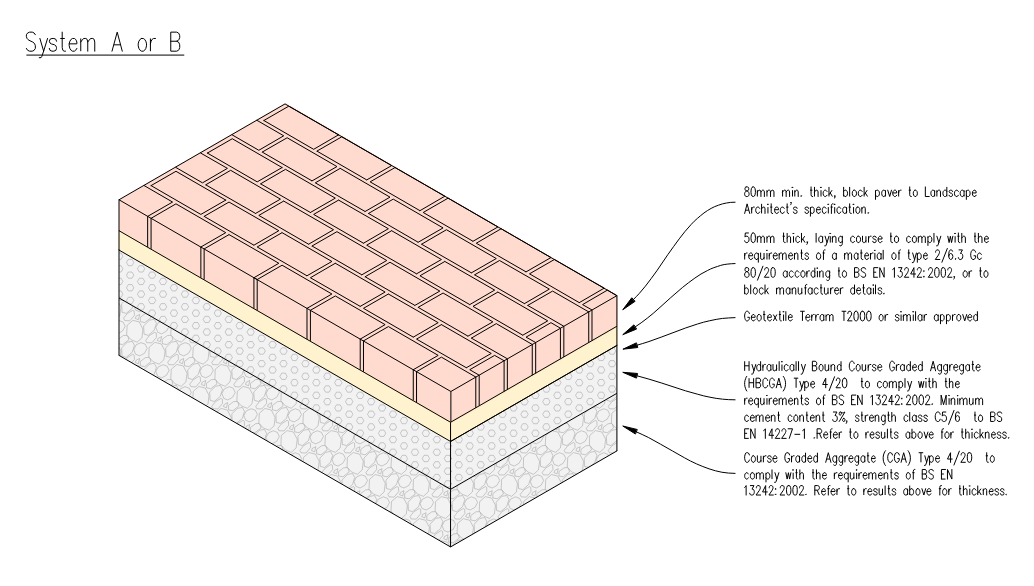 System A or B
80mm min. thick, block paver to Landscape
Architect's specification.
50mm thick, laying course to comply with the
requirements of a material of type 2/6.3 Gc
80/20 according to BS EN 13242:2002, or to
block manufacturer details.
Geotextile Terram T2000 or similar approved
Hydraulically Bound Course Graded Aggregate
(HBCGA) Type 4/20 to comply with the
requirements of BS EN 13242:2002. Minimum
cement content 3%, strength class C5/6 to BS
EN 14227-1 .Refer to results above for thickness.
Course Graded Aggregate (CGA) Type 4/20 to
comply with the requirements of BS EN
13242:2002. Refer to results above for thickness.